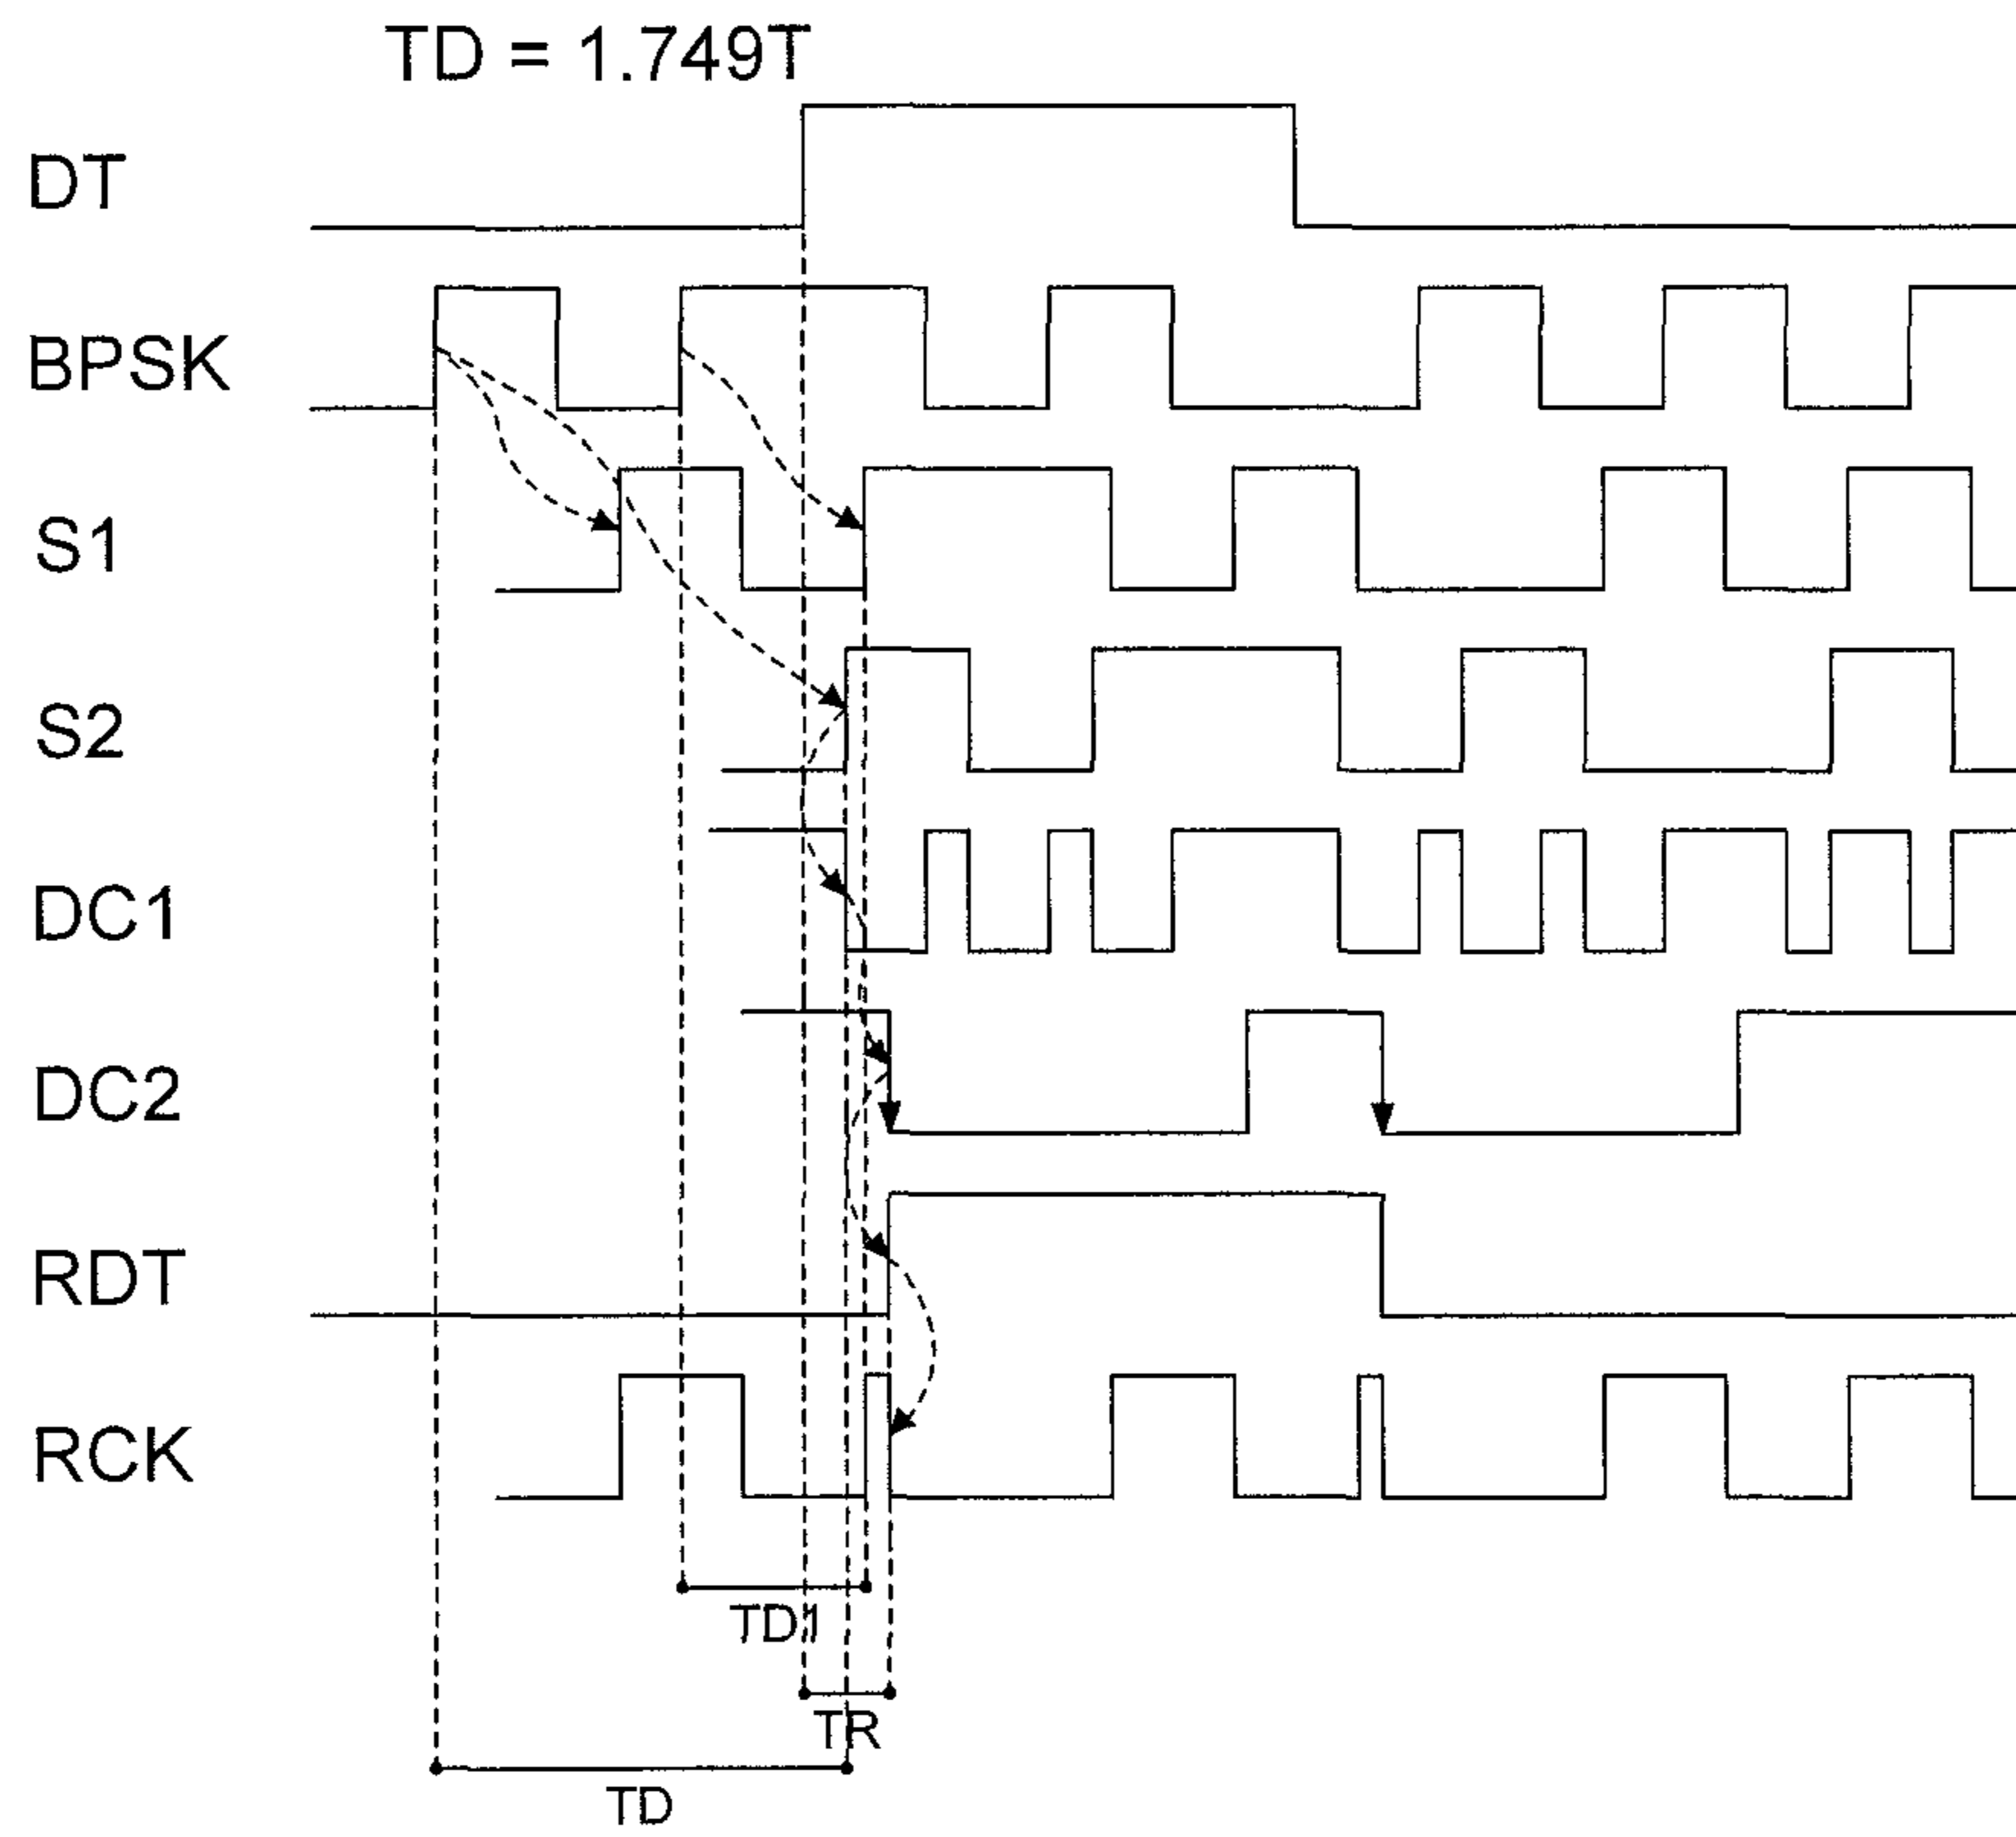 TD = 1.749T
DT
BPSK
S1
S2
DC1
DC2
RDT
RCK
TD1
TR
TD